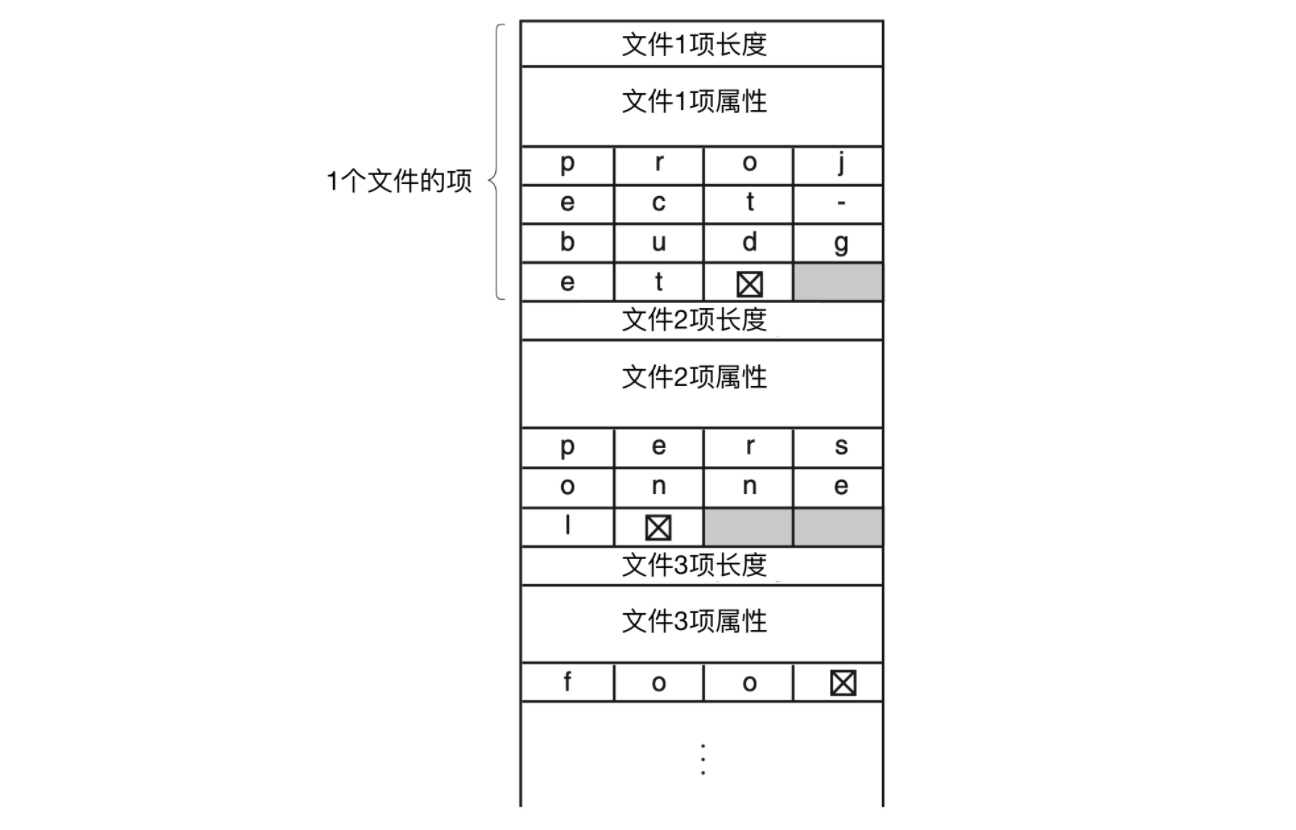 文件1项长度
文件1项属性
p r o j
1个文件的项
e c t -
b u d g
e t ☒
文件2项长度
文件2项属性
p e r s
o n n e
l ☒
文件3项长度
文件3项属性
f o o ☒
⋮